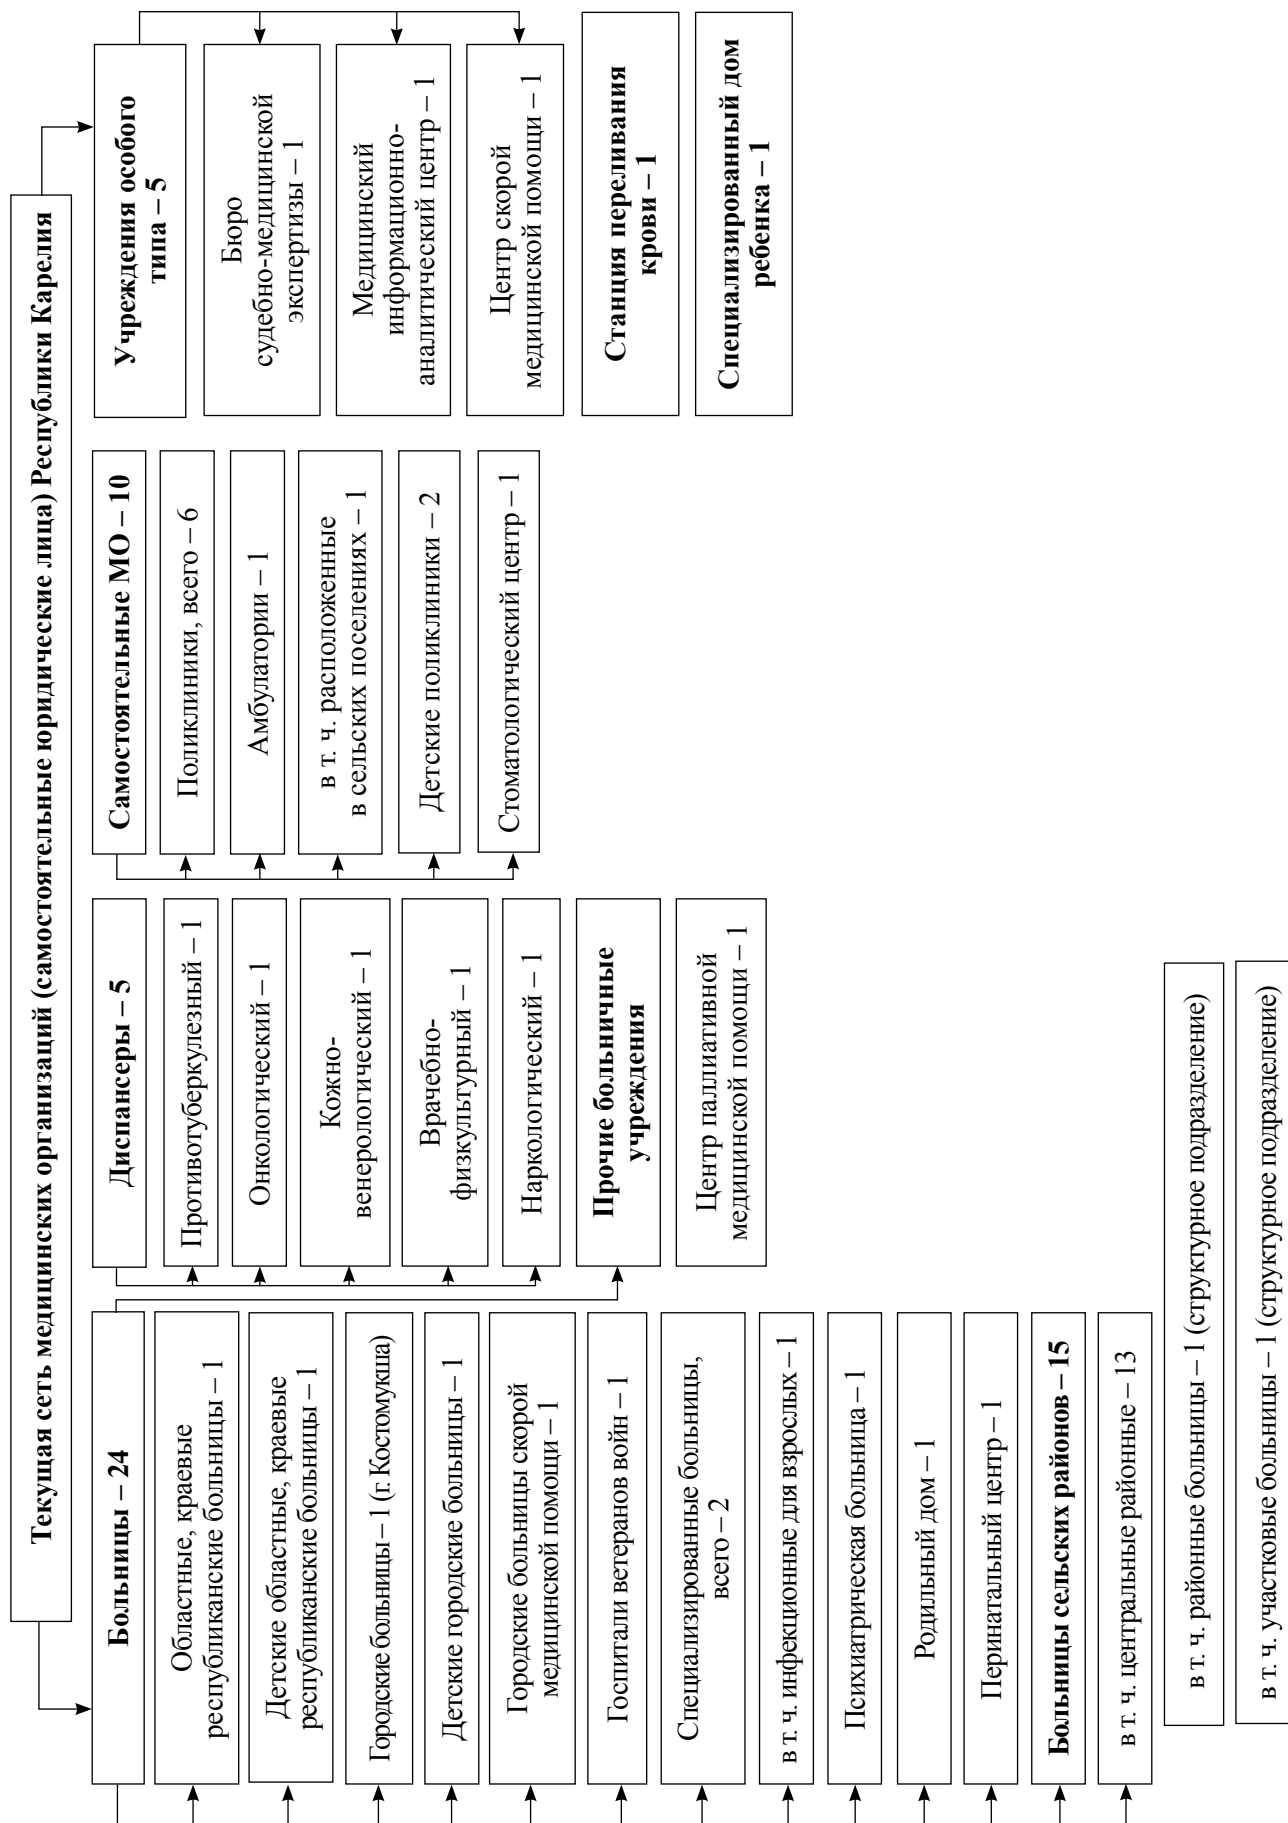 Текущая сеть медицинских организаций (самостоятельные юридические лица) Республики Карелия
Больницы – 24
Областные, краевые
республиканские больницы – 1
Детские областные, краевые
республиканские больницы – 1
Городские больницы – 1 (г. Костомукша)
Детские городские больницы – 1
Городские больницы скорой
медицинской помощи – 1
Госпитали ветеранов войн – 1
Специализированные больницы,
всего – 2
в т. ч. инфекционные для взрослых – 1
Психиатрическая больница – 1
Родильный дом – 1
Перинатальный центр – 1
Больницы сельских районов – 15
в т. ч. центральные районные – 13
в т. ч. районные больницы – 1 (структурное подразделение)
в т. ч. участковые больницы – 1 (структурное подразделение)
Диспансеры – 5
Противотуберкулезный – 1
Онкологический – 1
Кожно-
венерологический – 1
Врачебно-
физкультурный – 1
Наркологический – 1
Прочие больничные
учреждения
Центр паллиативной
медицинской помощи – 1
Самостоятельные МО – 10
Поликлиники, всего – 6
Амбулатории – 1
в т. ч. расположенные
в сельских поселениях – 1
Детские поликлиники – 2
Стоматологический центр – 1
Учреждения особого
типа – 5
Бюро
судебно-медицинской
экспертизы – 1
Медицинский
информационно-
аналитический центр – 1
Центр скорой
медицинской помощи – 1
Станция переливания
крови – 1
Специализированный дом
ребенка – 1